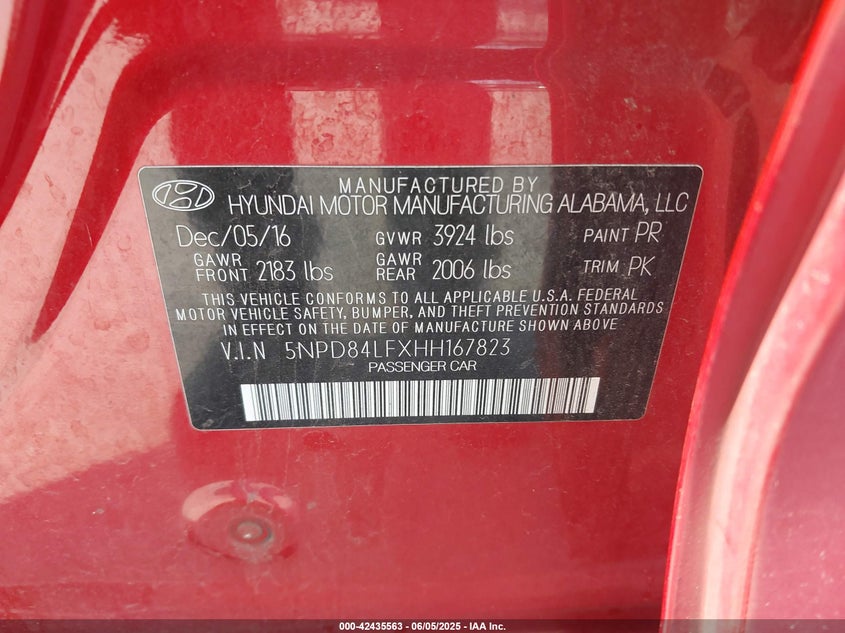 MANUFACTURED BY
HYUNDAI MOTOR MANUFACTURING ALABAMA, LLC
Dec/05/16 GVWR 3924 lbs PAINT PR
GAWR FRONT 2183 lbs GAWR REAR 2006 lbs TRIM PK
THIS VEHICLE CONFORMS TO ALL APPLICABLE U.S.A. FEDERAL
MOTOR VEHICLE SAFETY, BUMPER, AND THEFT PREVENTION STANDARDS
IN EFFECT ON THE DATE OF MANUFACTURE SHOWN ABOVE
V.I.N 5NPD84LFXHH167823
PASSENGER CAR
000-42435563 - 06/05/2025 - IAA Inc.